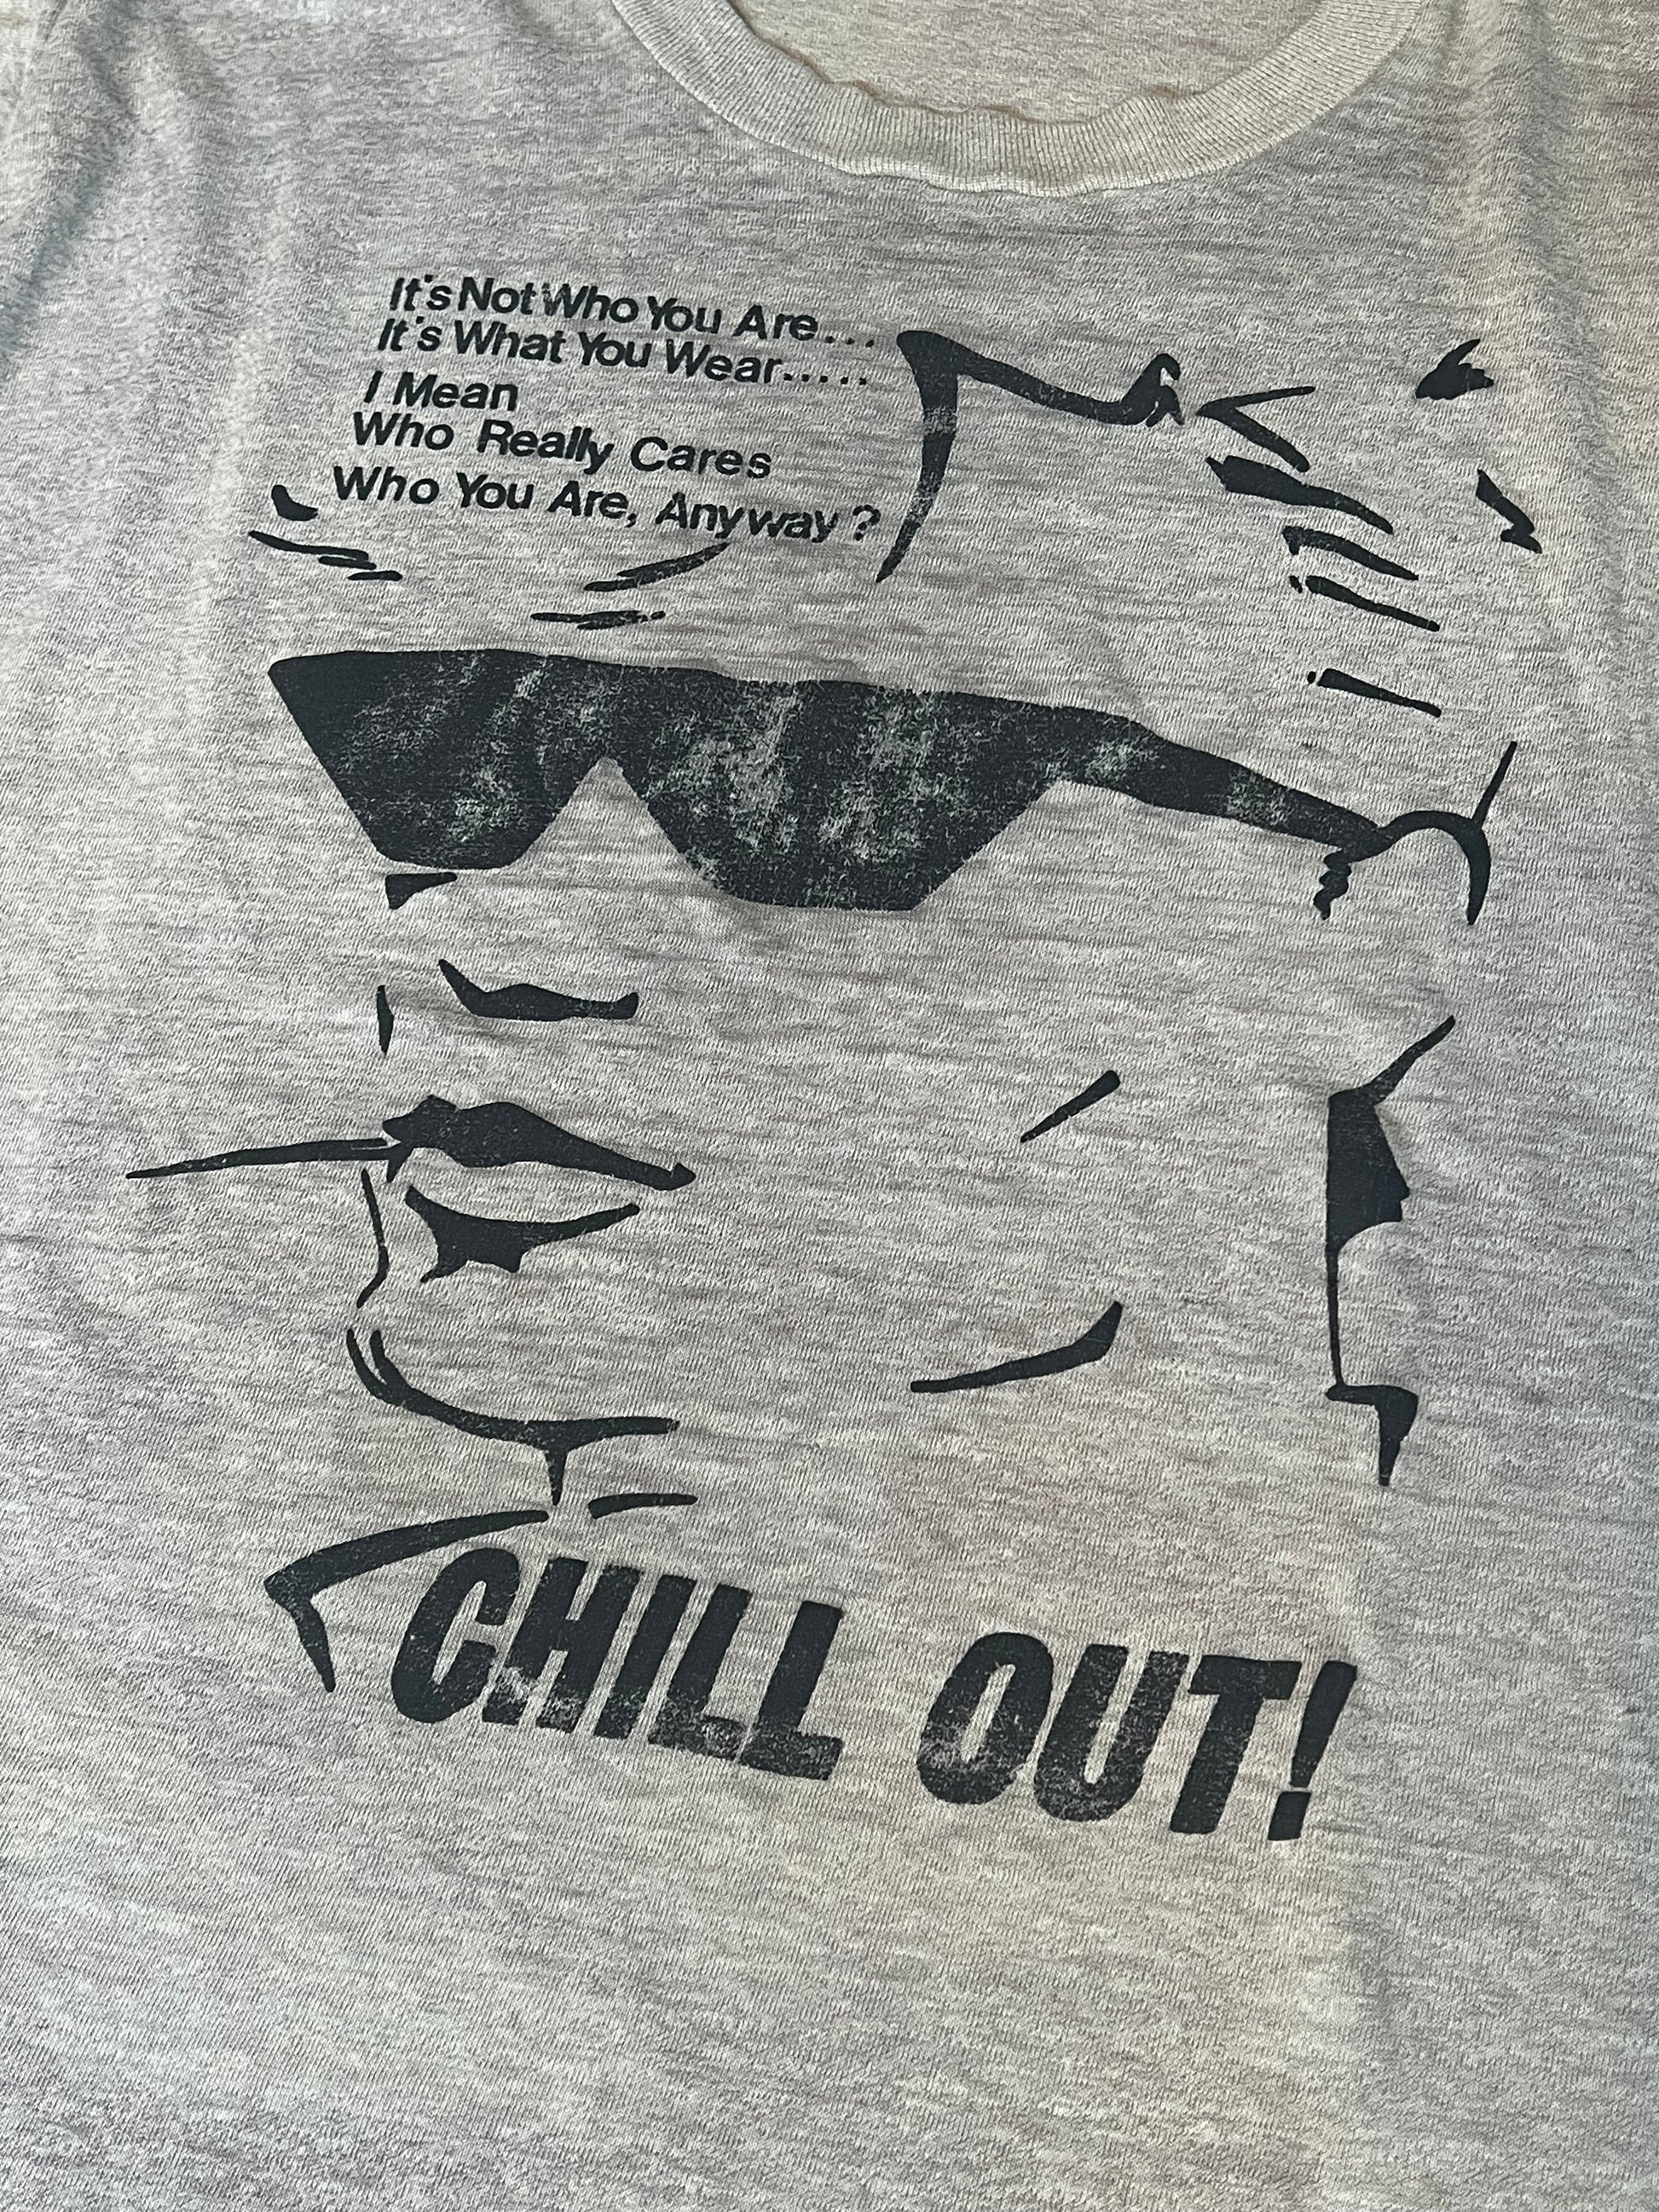 It's Not Who You Are...
It's What You Wear.....
I Mean
Who Really Cares
Who You Are, Anyway?
CHILL OUT!